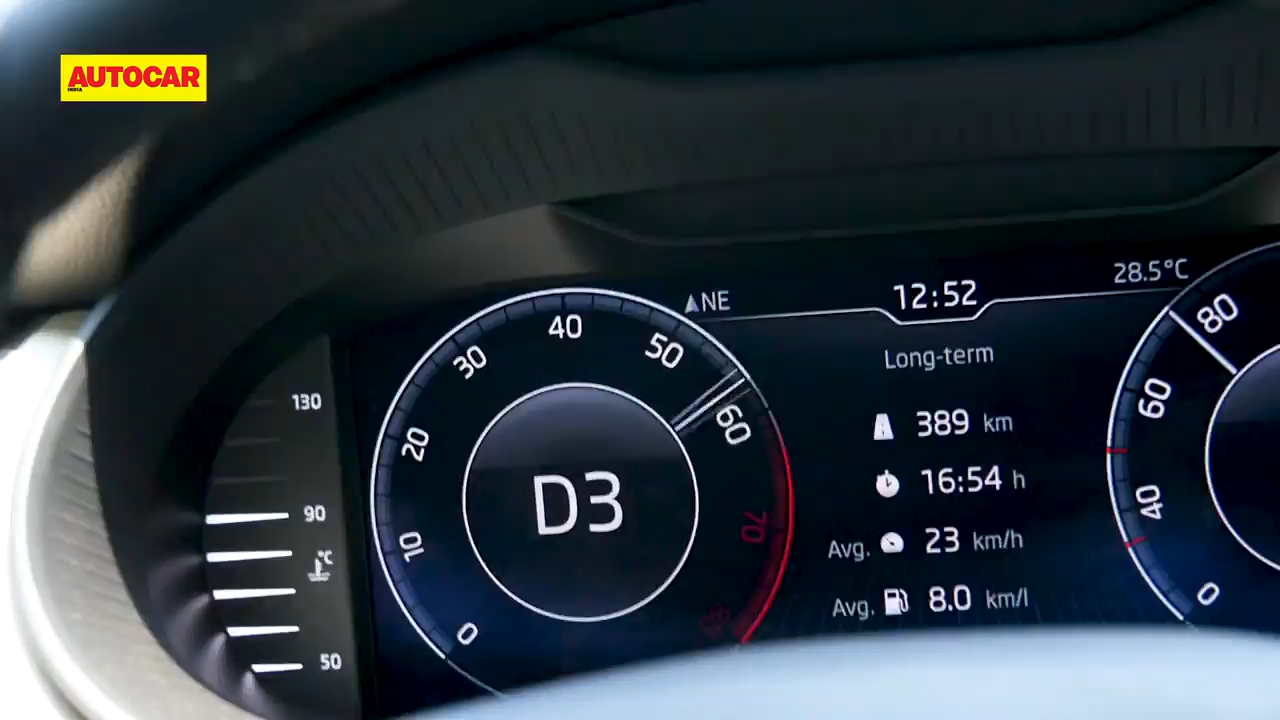 AUTOCAR
INDIA
NE
12:52
28.5°C
Long-term
389 km
16:54 h
Avg. 23 km/h
Avg. 8.0 km/l
130
90
°C
50
0
10
20
30
40
50
60
70
D3
80
60
40
0